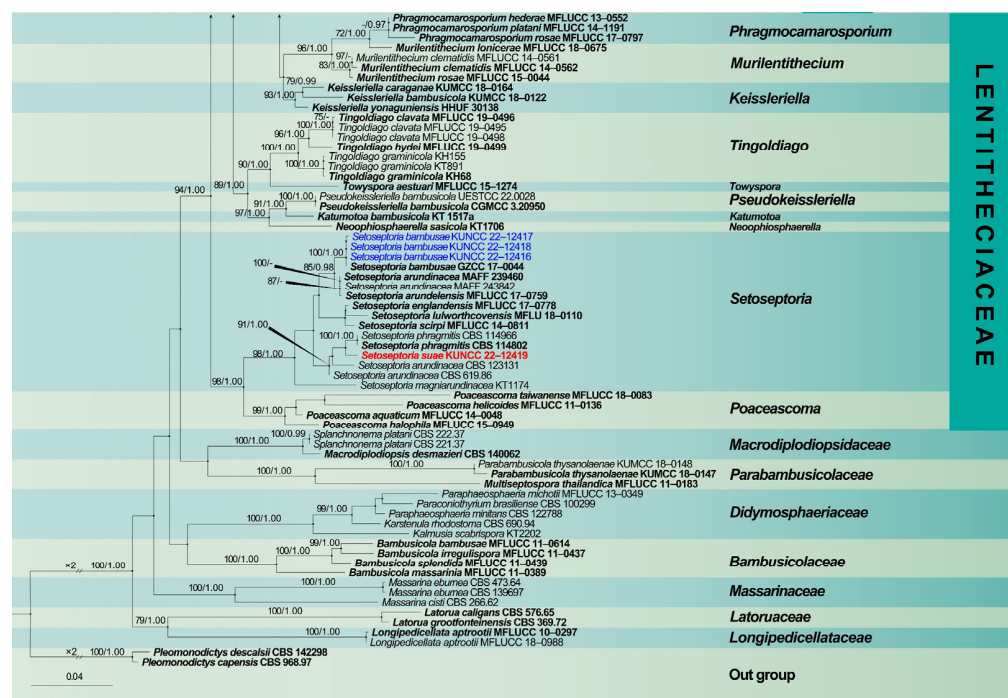 Phragmocamarosporium hederae MFLUCC 13–0552
-/0.97
Phragmocamarosporium platani MFLUCC 14–1191
72/1.00
Phragmocamarosporium rosae MFLUCC 17–0797
Phragmocamarosporium
Murilentithecium lonicerae MFLUCC 18–0675
96/1.00
97/-
Murilentithecium clematidis MFLUCC 14–0561
83/1.00
Murilentithecium clematidis MFLUCC 14–0562
Murilentithecium
Murilentithecium rosae MFLUCC 15–0044
79/0.99
Keissleriella caraganae KUMCC 18–0164
93/1.00
Keissleriella bambusicola KUMCC 18–0122
Keissleriella
Keissleriella yonaguniensis HHUF 30138
75/-
Tingoldiago clavata MFLUCC 19–0496
100/1.00
Tingoldiago clavata MFLUCC 19–0495
96/1.00
Tingoldiago clavata MFLUCC 19–0498
100/1.00
Tingoldiago hydei MFLUCC 19–0499
Tingoldiago
Tingoldiago graminicola KH155
90/1.00
100/1.00
Tingoldiago graminicola KT891
Tingoldiago graminicola KH68
89/1.00
Towyspora aestuari MFLUCC 15–1274
Towyspora
94/1.00
100/1.00
Pseudokeissleriella bambusicola UESTCC 22.0028
91/1.00
Pseudokeissleriella bambusicola CGMCC 3.20950
Pseudokeissleriella
97/1.00
Katumotoa bambusicola KT 1517a
Katumotoa
Neoophiosphaerella sasicola KT1706
Neoophiosphaerella
Setoseptoria bambusae KUNCC 22–12417
Setoseptoria bambusae KUNCC 22–12418
100/1.00
Setoseptoria bambusae KUNCC 22–12416
85/0.98
Setoseptoria bambusae GZCC 17–0044
100/-
Setoseptoria arundinacea MAFF 239460
87/-
Setoseptoria arundinacea MAFF 243842
Setoseptoria arundelensis MFLUCC 17–0759
Setoseptoria
Setoseptoria englandensis MFLUCC 17–0778
Setoseptoria lulworthcovensis MFLU 18–0110
Setoseptoria scirpi MFLUCC 14–0811
91/1.00
100/1.00
Setoseptoria phragmitis CBS 114966
Setoseptoria phragmitis CBS 114802
Setoseptoria suae KUNCC 22–12419
98/1.00
Setoseptoria arundinacea CBS 123131
Setoseptoria arundinacea CBS 619.86
Setoseptoria magniarundinacea KT1174
98/1.00
Poaceascoma taiwanense MFLUCC 18–0083
Poaceascoma helicoides MFLUCC 11–0136
99/1.00
Poaceascoma aquaticum MFLUCC 14–0048
Poaceascoma
Poaceascoma halophila MFLUCC 15–0949
LENTITHECIACEAE
100/0.99
Splanchnonema platani CBS 222.37
100/1.00
Splanchnonema platani CBS 221.37
Macrodiplodiopsidaceae
Macrodiplodiopsis desmazieri CBS 140062
100/1.00
Parabambusicola thysanolaenae KUMCC 18–0148
100/1.00
Parabambusicola thysanolaenae KUMCC 18–0147
Parabambusicolaceae
Multiseptospora thailandica MFLUCC 11–0183
Paraphaeosphaeria michotii MFLUCC 13–0349
Paraconiothyrium brasiliense CBS 100299
99/1.00
Paraphaeosphaeria minitans CBS 122788
Didymosphaeriaceae
100/1.00
Karstenula rhodostoma CBS 690.94
Kalmusia scabrispora KT2202
99/1.00
Bambusicola bambusae MFLUCC 11–0614
Bambusicola irregulispora MFLUCC 11–0437
100/1.00
Bambusicola splendida MFLUCC 11–0439
Bambusicolaceae
×2
100/1.00
Bambusicola massarinia MFLUCC 11–0389
Massarina eburnea CBS 473.64
100/1.00
Massarina eburnea CBS 139697
Massarinaceae
Massarina cisti CBS 266.62
100/1.00
Latorua caligans CBS 576.65
79/1.00
Latorua grootfonteinensis CBS 369.72
Latoruaceae
100/1.00
Longipedicellata aptrootii MFLUCC 10–0297
Longipedicellataceae
Longipedicellata aptrootii MFLUCC 18–0988
×2
100/1.00
Pleomonodictys descalsii CBS 142298
Pleomonodictys capensis CBS 968.97
Out group
0.04